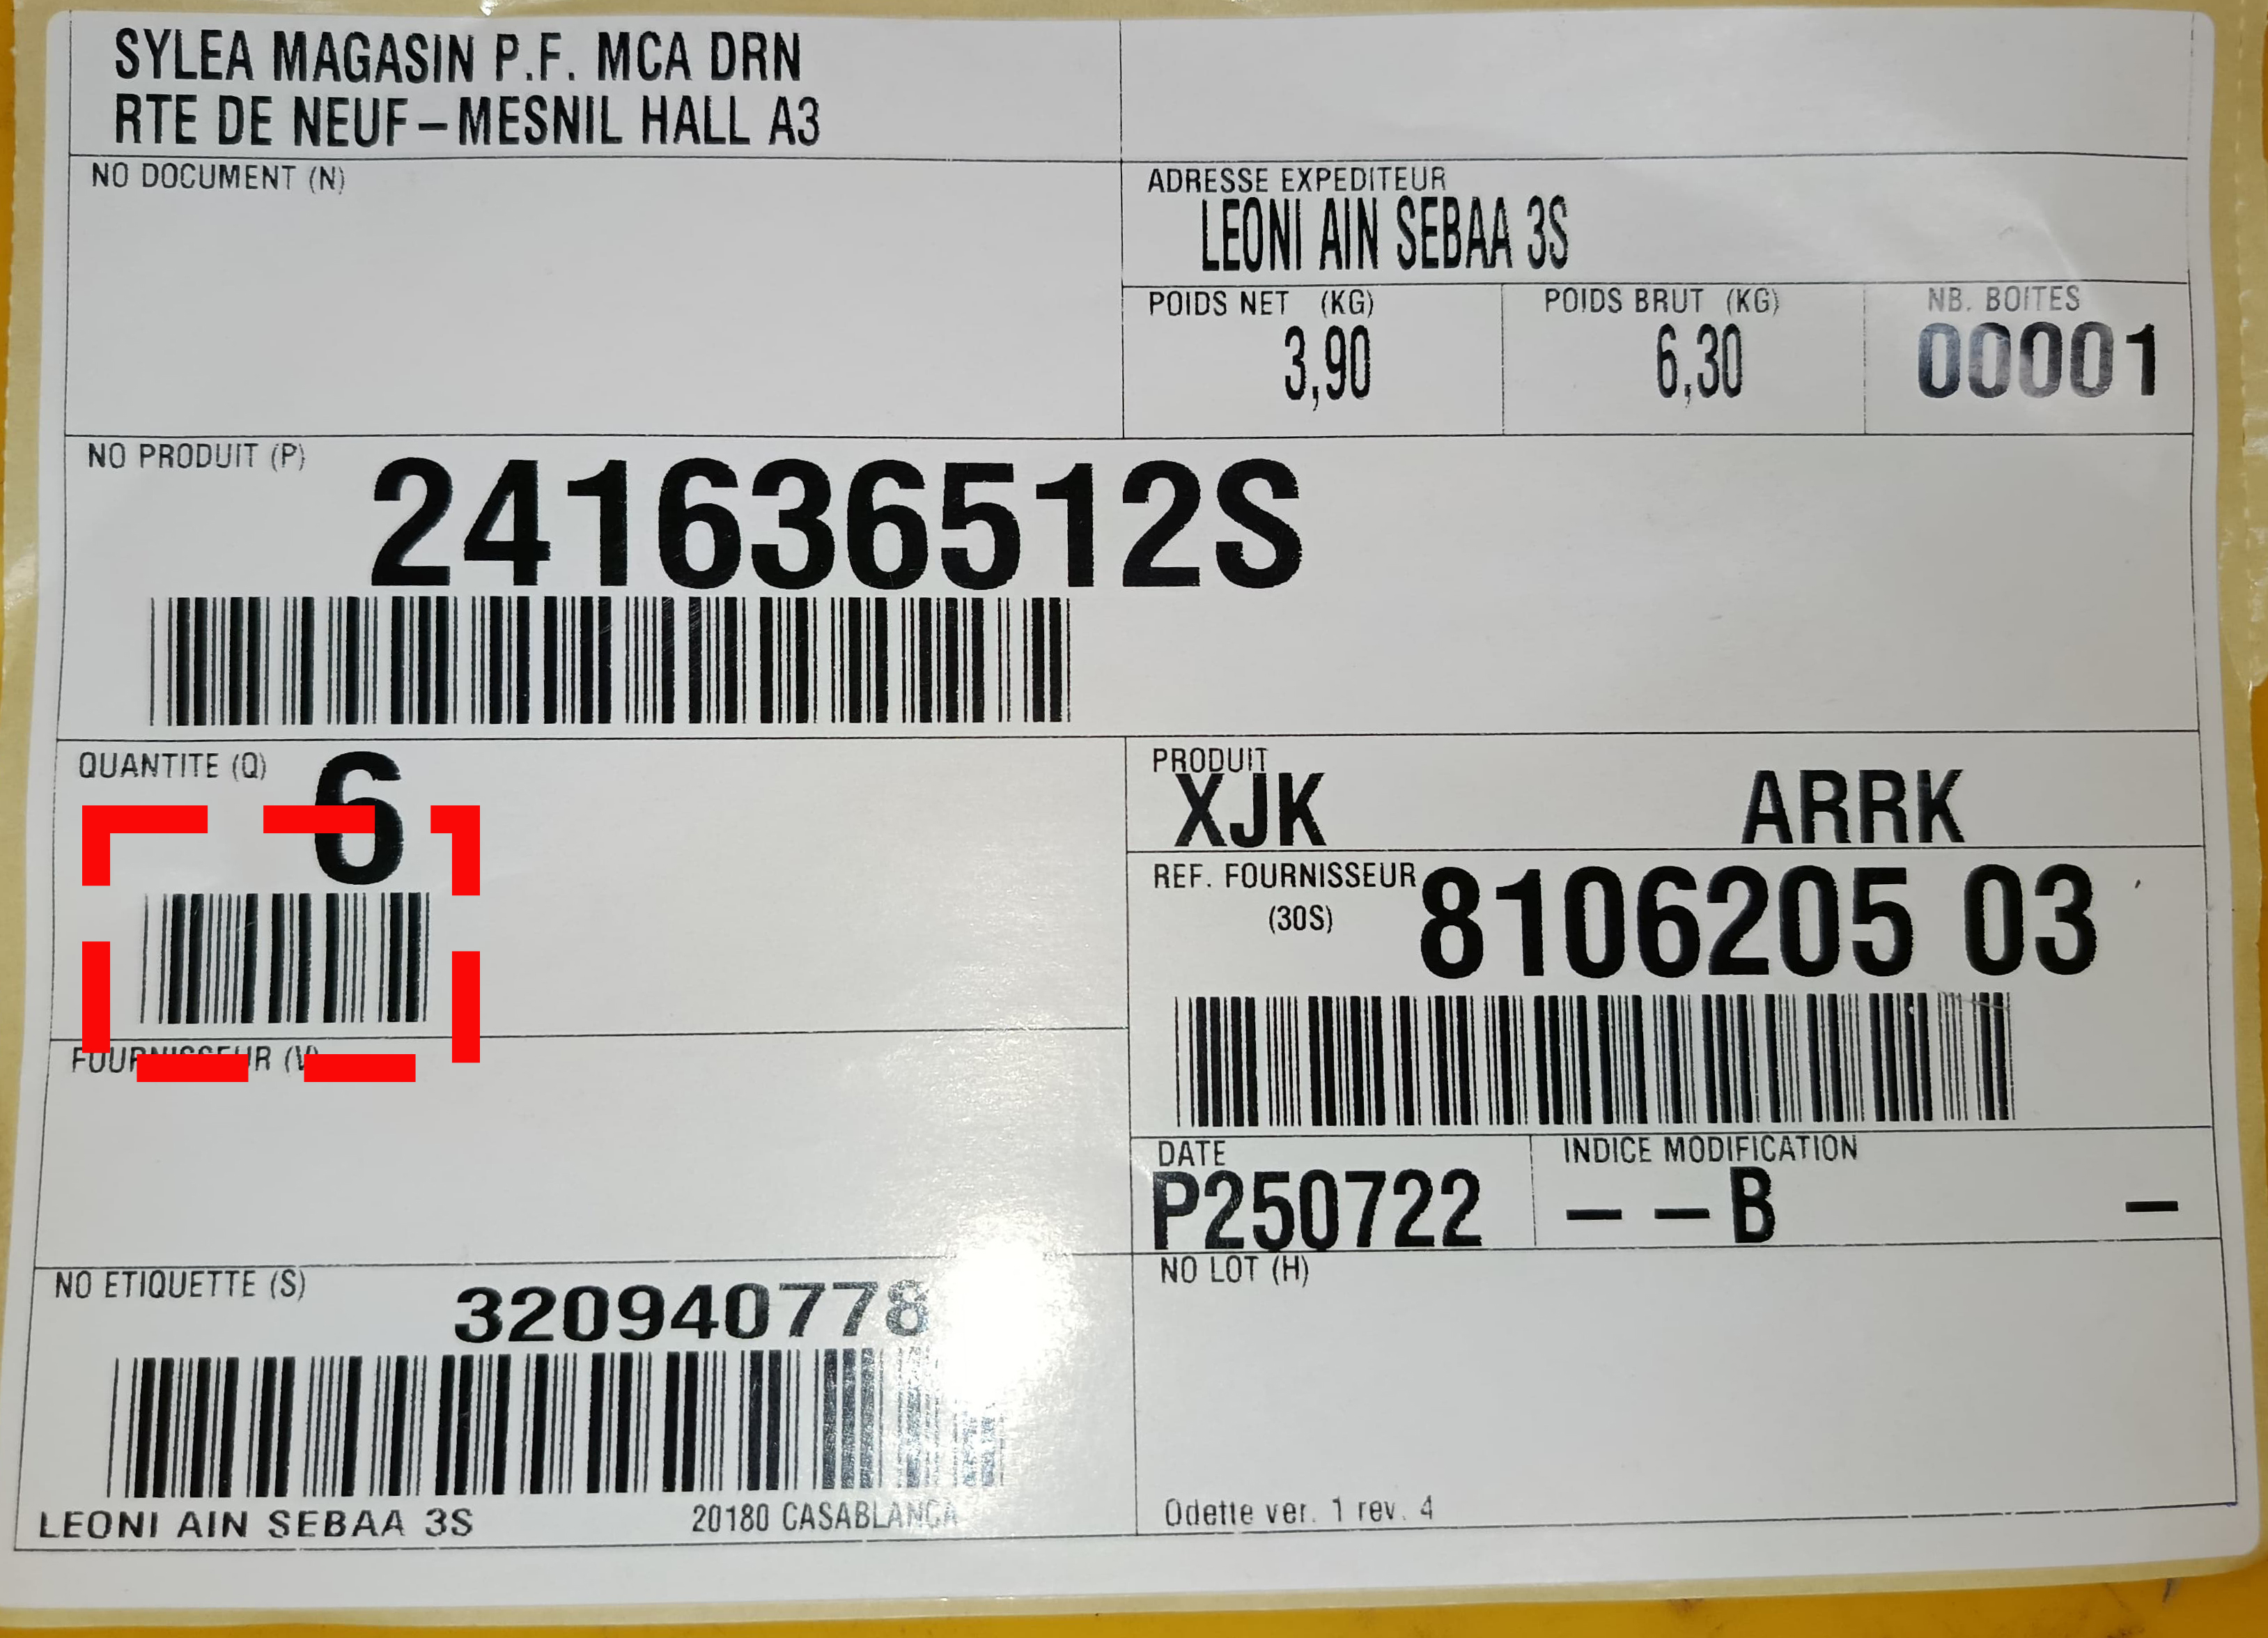 SYLEA MAGASIN P.F. MCA DRN
RTE DE NEUF-MESNIL HALL A3
NO DOCUMENT (N)
ADRESSE EXPEDITEUR
LEONI AIN SEBAA 3S
POIDS NET (KG)
3,90
POIDS BRUT (KG)
6,30
NB. BOITES
00001
NO PRODUIT (P)
241636512S
QUANTITE (Q)
6
PRODUIT
XJK ARRK
REF. FOURNISSEUR
(30S)
8106205 03
FOURNISSEUR (V)
DATE
P250722
INDICE MODIFICATION
– – B –
NO ETIQUETTE (S)
320940778
NO LOT (H)
LEONI AIN SEBAA 3S
20180 CASABLANCA
Odette ver. 1 rev. 4